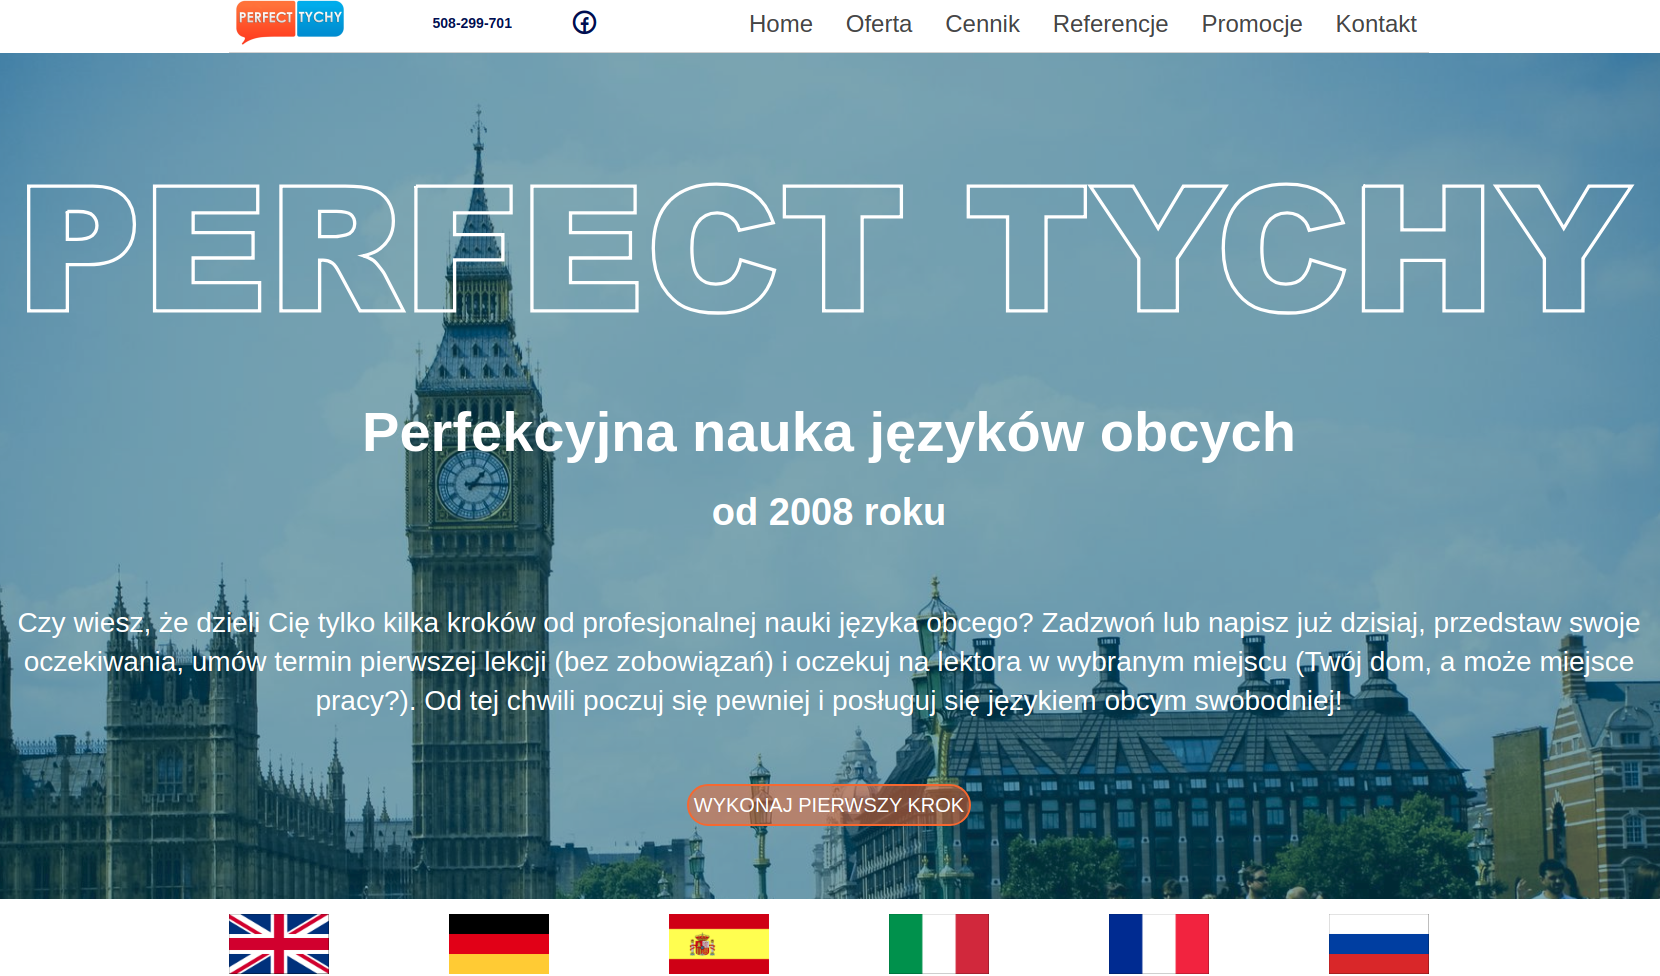 PERFECT TYCHY
508-299-701
Home Oferta Cennik Referencje Promocje Kontakt
PERFECT TYCHY
Perfekcyjna nauka języków obcych
od 2008 roku
Czy wiesz, że dzieli Cię tylko kilka kroków od profesjonalnej nauki języka obcego? Zadzwoń lub napisz już dzisiaj, przedstaw swoje
oczekiwania, umów termin pierwszej lekcji (bez zobowiązań) i oczekuj na lektora w wybranym miejscu (Twój dom, a może miejsce
pracy?). Od tej chwili poczuj się pewniej i posługuj się językiem obcym swobodniej!
WYKONAJ PIERWSZY KROK